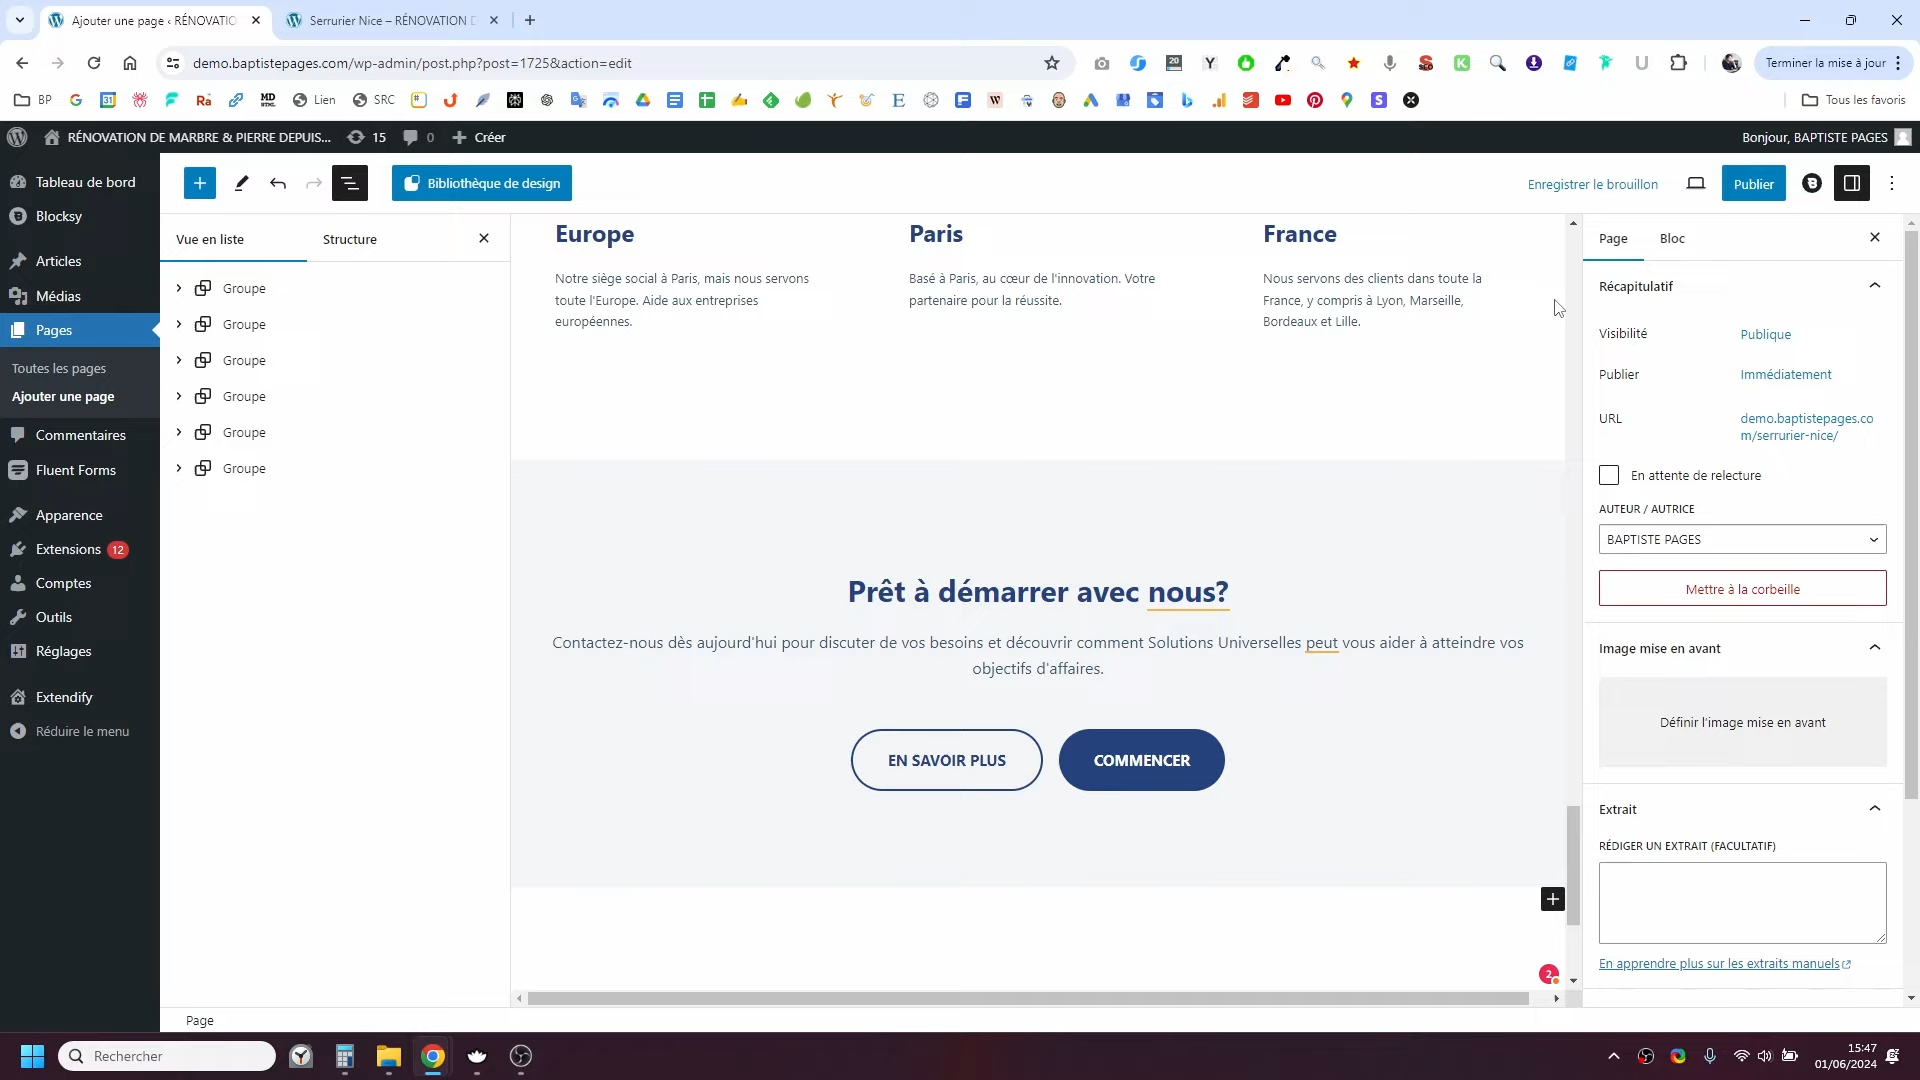 Ajouter une page ‹ RÉNOVATIO
Serrurier Nice – RÉNOVATION D
demo.baptistepages.com/wp-admin/post.php?post=1725&action=edit
Terminer la mise à jour
BP
Lien
SRC
Tous les favoris
RÉNOVATION DE MARBRE & PIERRE DEPUIS...
15
0
Créer
Bonjour, BAPTISTE PAGES
Tableau de bord
Blocksy
Articles
Médias
Pages
Toutes les pages
Ajouter une page
Commentaires
Fluent Forms
Apparence
Extensions 12
Comptes
Outils
Réglages
Extendify
Réduire le menu
Bibliothèque de design
Enregistrer le brouillon
Publier
Vue en liste
Structure
Groupe
Groupe
Groupe
Groupe
Groupe
Groupe
Europe
Notre siège social à Paris, mais nous servons
toute l'Europe. Aide aux entreprises
européennes.
Paris
Basé à Paris, au cœur de l'innovation. Votre
partenaire pour la réussite.
France
Nous servons des clients dans toute la
France, y compris à Lyon, Marseille,
Bordeaux et Lille.
Prêt à démarrer avec nous?
Contactez-nous dès aujourd'hui pour discuter de vos besoins et découvrir comment Solutions Universelles peut vous aider à atteindre vos
objectifs d'affaires.
EN SAVOIR PLUS
COMMENCER
2
Page
Bloc
Récapitulatif
Visibilité
Publique
Publier
Immédiatement
URL
demo.baptistepages.co
m/serrurier-nice/
En attente de relecture
AUTEUR / AUTRICE
BAPTISTE PAGES
Mettre à la corbeille
Image mise en avant
Définir l'image mise en avant
Extrait
RÉDIGER UN EXTRAIT (FACULTATIF)
En apprendre plus sur les extraits manuels
Page
Rechercher
15:47
01/06/2024